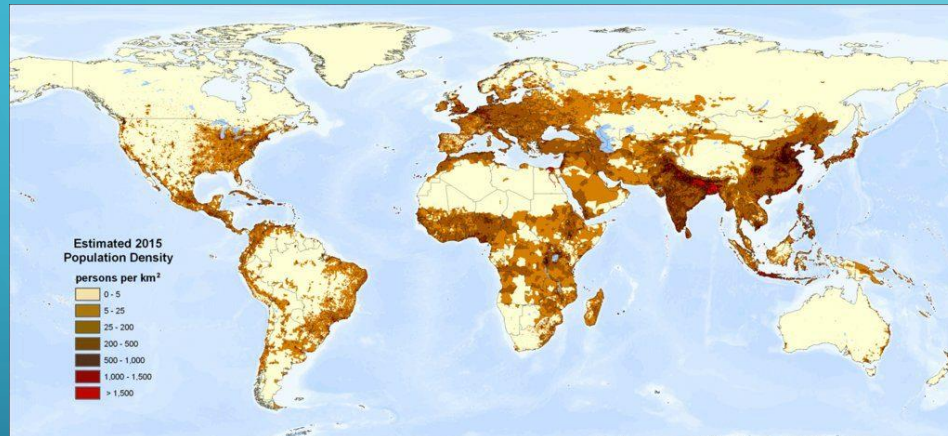 Estimated 2015
Population Density
persons per km²
0 - 5
5 - 25
25 - 200
200 - 500
500 - 1,000
1,000 - 1,500
> 1,500